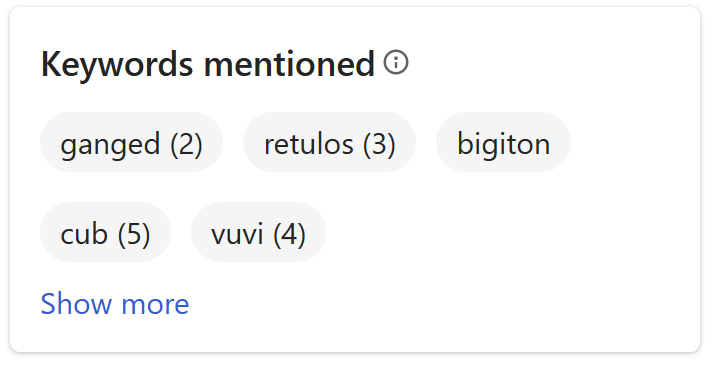 Keywords mentioned
ganged (2) retulos (3) bigiton
cub (5) vuvi (4)
Show more